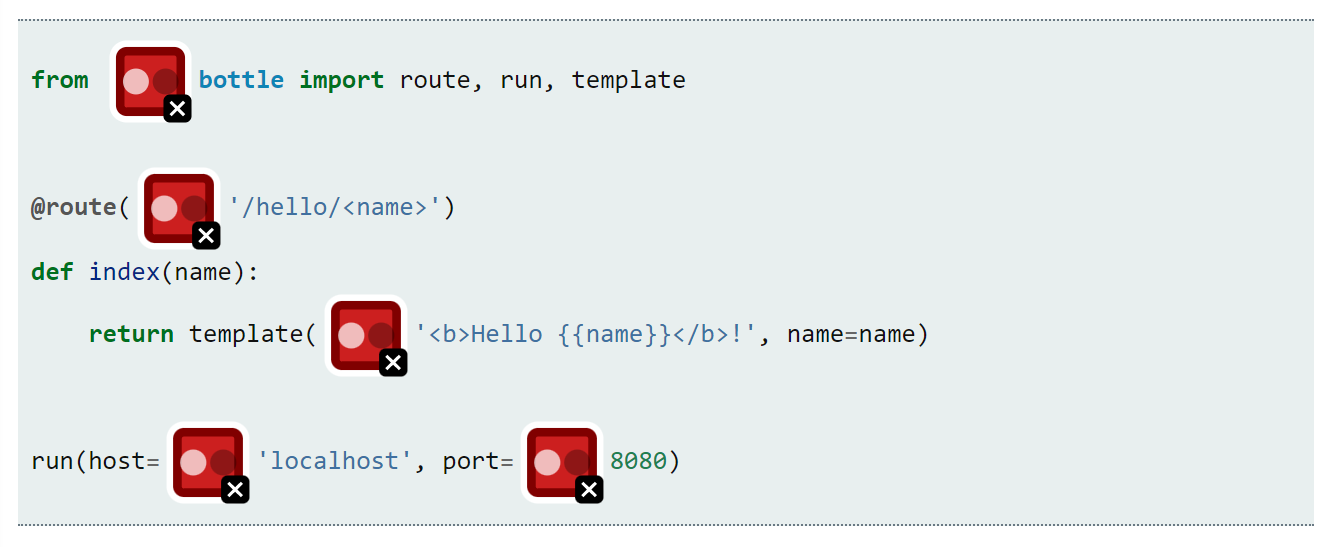 from bottle import route, run, template
@route('/hello/<name>')
def index(name):
    return template('<b>Hello {{name}}</b>!', name=name)
run(host='localhost', port=8080)